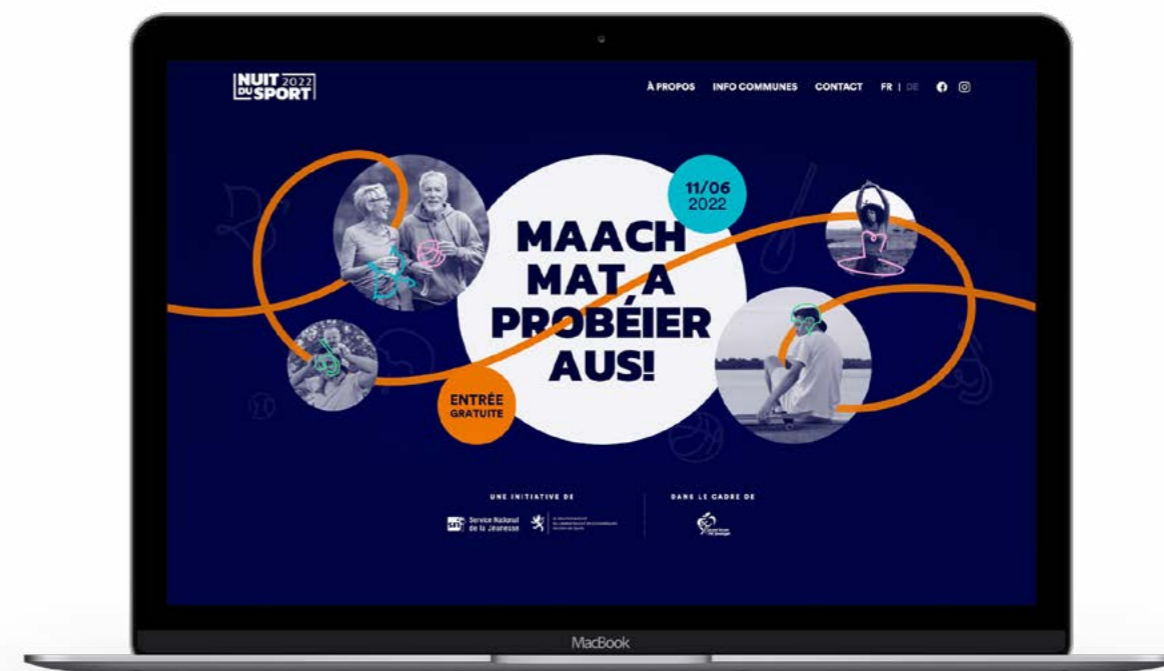 NUIT 2022
DU SPORT
À PROPOS INFO COMMUNES CONTACT FR | DE
11/06
2022
MAACH
MAT A
PROBÉIER
AUS!
ENTRÉE
GRATUITE
UNE INITIATIVE DE
DANS LE CADRE DE
snj Service National
de la Jeunesse
MacBook